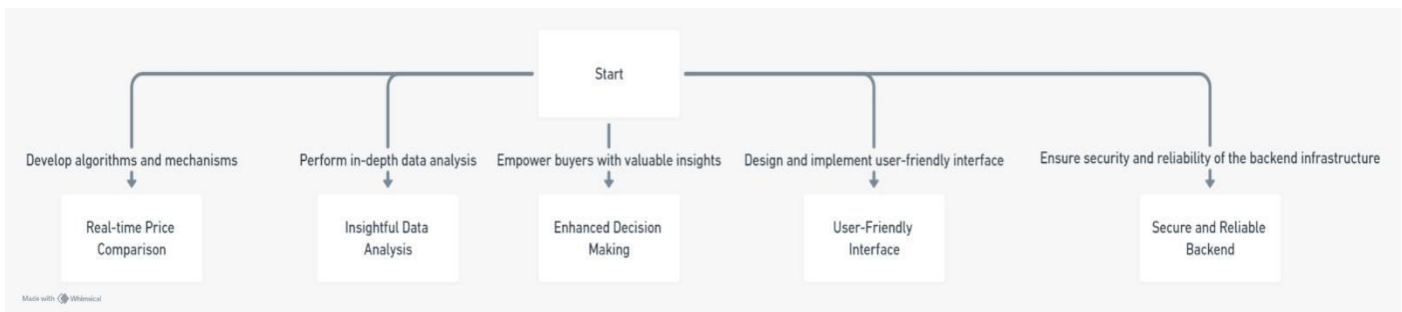 Start
Develop algorithms and mechanisms
Perform in-depth data analysis
Empower buyers with valuable insights
Design and implement user-friendly interface
Ensure security and reliability of the backend infrastructure
Real-time Price
Comparison
Insightful Data
Analysis
Enhanced Decision
Making
User-Friendly
Interface
Secure and Reliable
Backend
Made with Whimsical